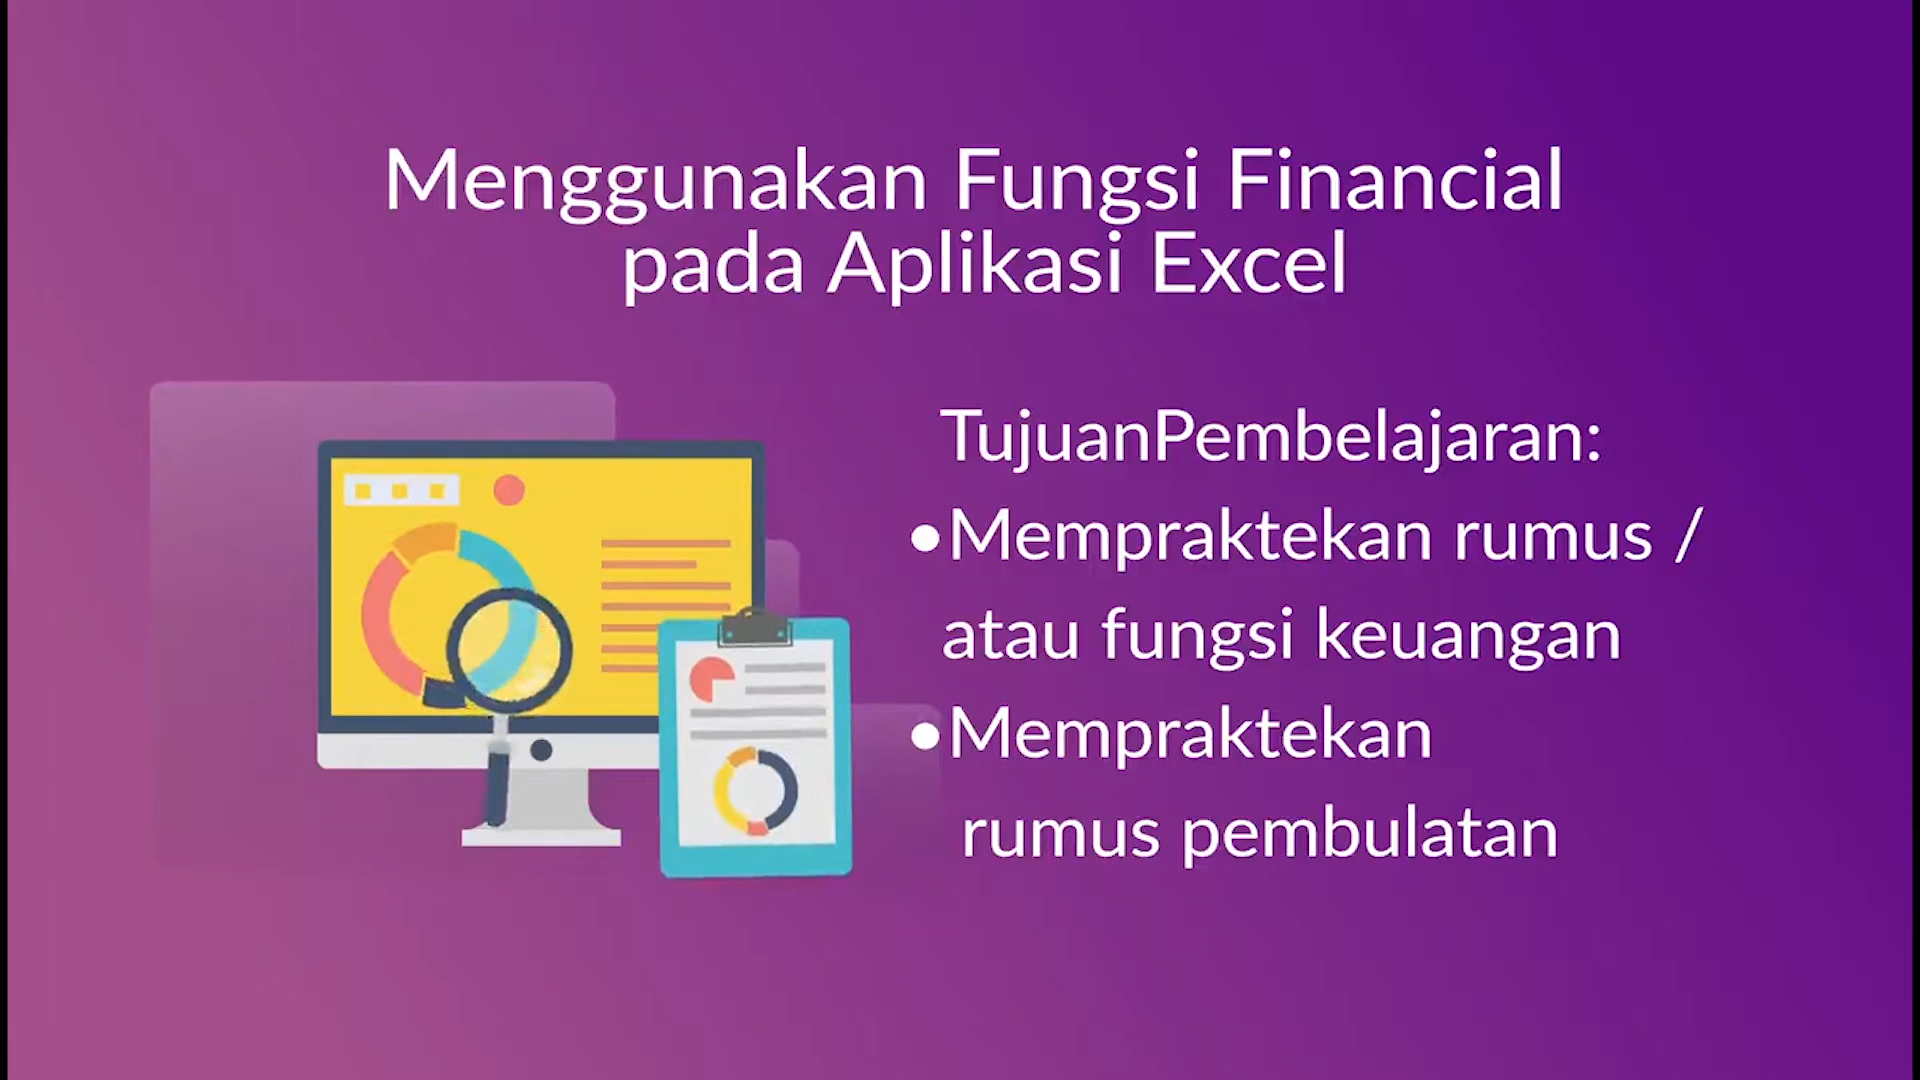 Menggunakan Fungsi Financial
pada Aplikasi Excel
TujuanPembelajaran:
•Mempraktekan rumus /
atau fungsi keuangan
•Mempraktekan
rumus pembulatan